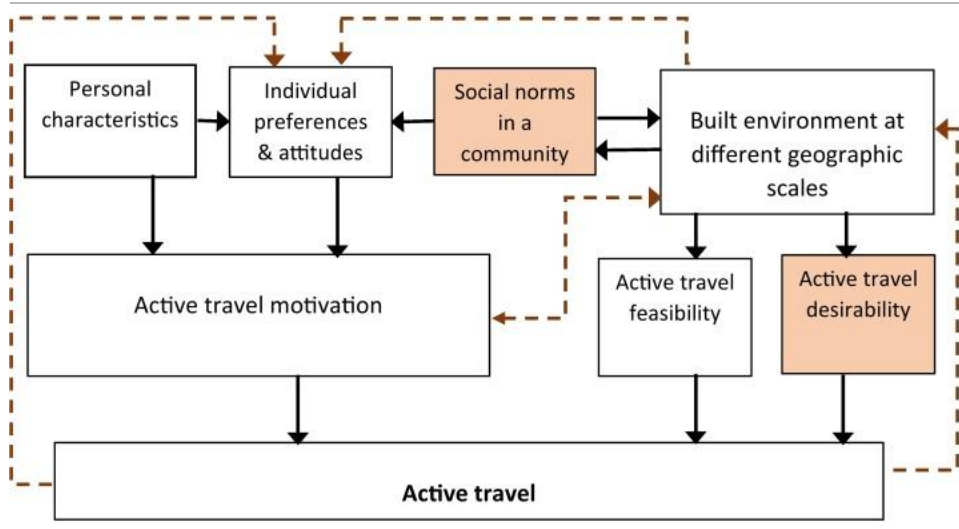 Personal
characteristics
Individual
preferences
& attitudes
Social norms
in a
community
Built environment at
different geographic
scales
Active travel motivation
Active travel
feasibility
Active travel
desirability
Active travel